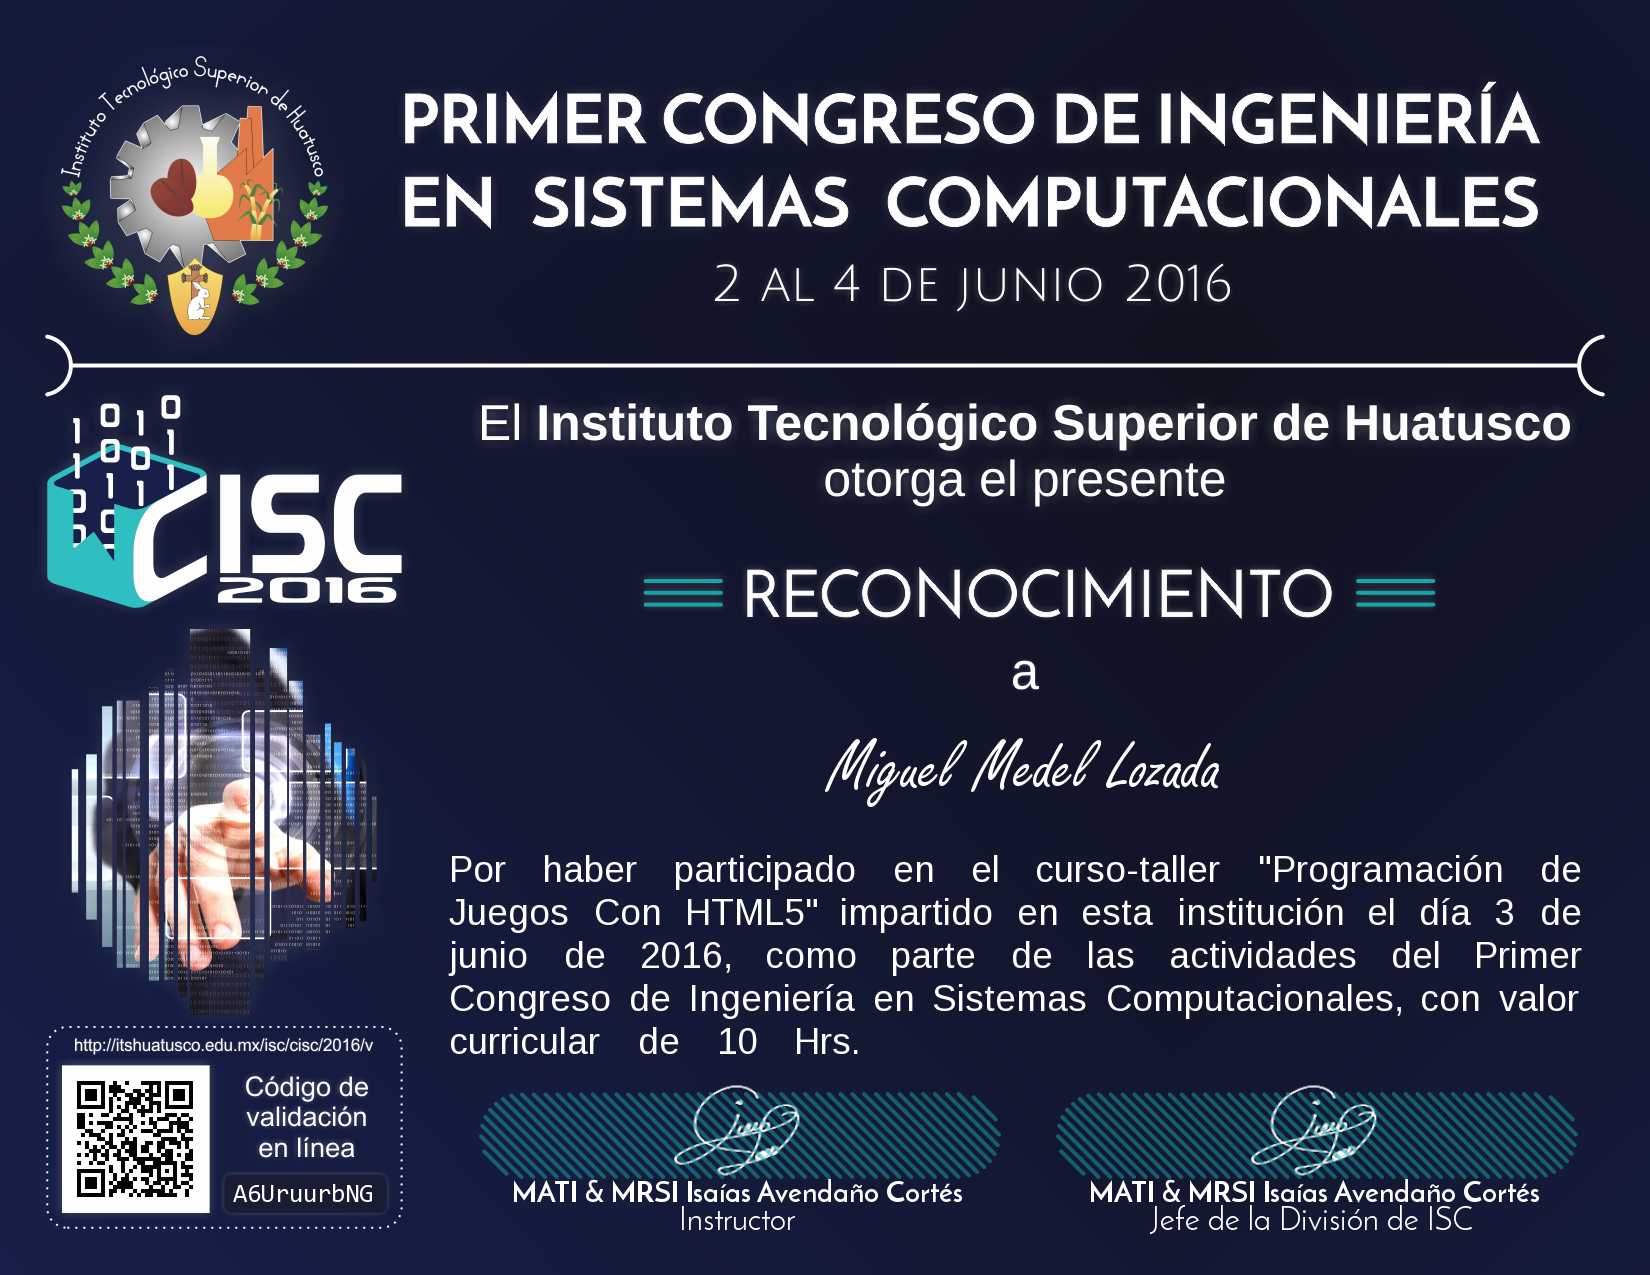 Instituto Tecnológico Superior de Huatusco
PRIMER CONGRESO DE INGENIERÍA
EN SISTEMAS COMPUTACIONALES
2 AL 4 DE JUNIO 2016
CISC
2016
El Instituto Tecnológico Superior de Huatusco
otorga el presente
RECONOCIMIENTO
a
Miguel Medel Lozada
Por haber participado en el curso-taller "Programación de
Juegos Con HTML5" impartido en esta institución el día 3 de
junio de 2016, como parte de las actividades del Primer
Congreso de Ingeniería en Sistemas Computacionales, con valor
curricular de 10 Hrs.
http://itshuatusco.edu.mx/isc/cisc/2016/v
Código de
validación
en línea
A6UruurbNG
MATI & MRSI Isaías Avendaño Cortés
Instructor
MATI & MRSI Isaías Avendaño Cortés
Jefe de la División de ISC